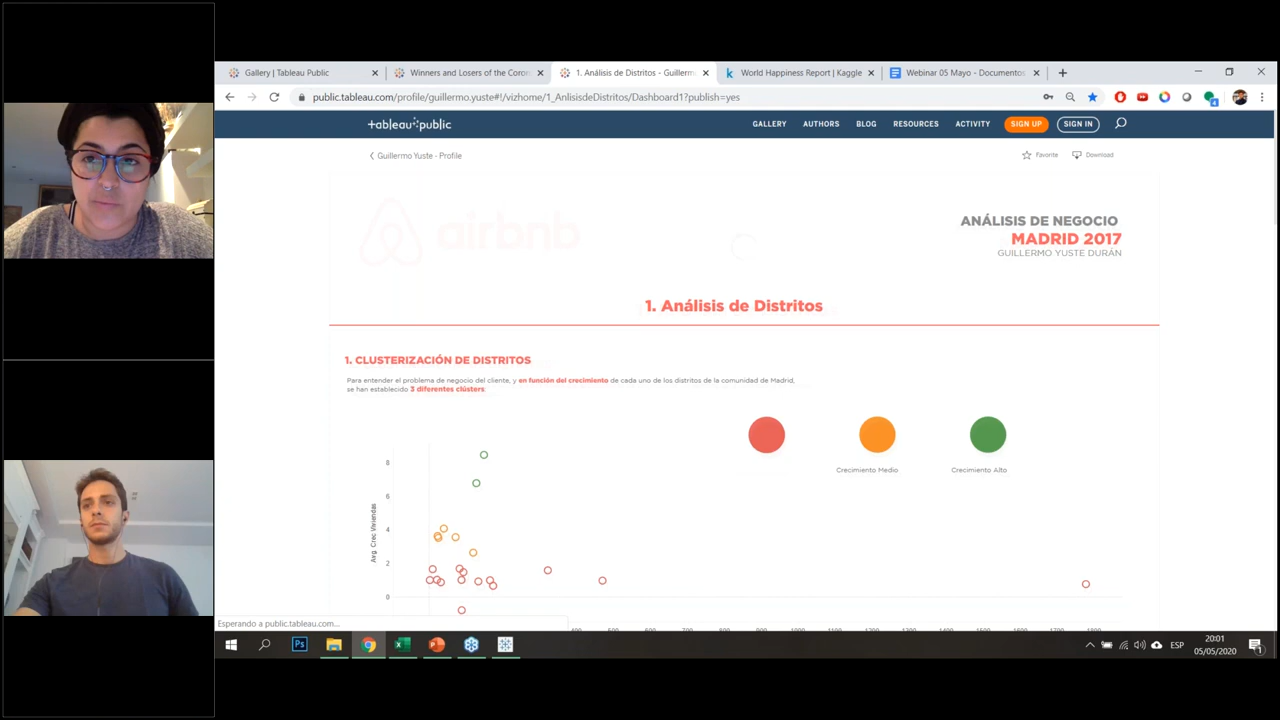 Gallery | Tableau Public
Winners and Losers of the Coron
1. Análisis de Distritos - Guillerm
World Happiness Report | Kaggle
Webinar 05 Mayo - Documentos
public.tableau.com/profile/guillermo.yuste#!/vizhome/1_AnlisisdeDistritos/Dashboard1?publish=yes
4
tableau public
GALLERY AUTHORS BLOG RESOURCES ACTIVITY SIGN UP SIGN IN
Guillermo Yuste - Profile
Favorite Download
airbnb
ANÁLISIS DE NEGOCIO
MADRID 2017
GUILLERMO YUSTE DURÁN
1. Análisis de Distritos
1. CLUSTERIZACIÓN DE DISTRITOS
Para entender el problema de negocio del cliente, y en función del crecimiento de cada uno de los distritos de la comunidad de Madrid,
se han establecido 3 diferentes clústers
Crecimiento Medio
Crecimiento Alto
8
6
4
2
0
Avg. Crec Viviendas
Esperando a public.tableau.com...
Ps
ESP
20:01
05/05/2020
1